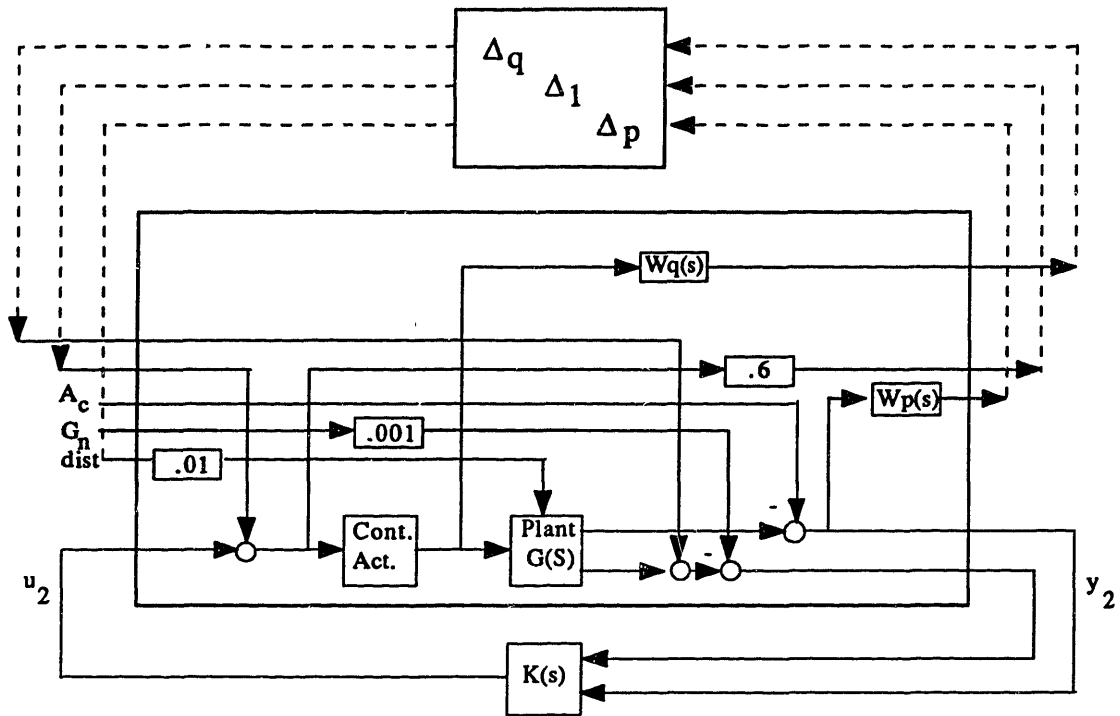 Δq
Δ1
Δp
Wq(s)
.6
Ac
Wp(s)
Gn
.001
dist
.01
-
Cont.
Act.
Plant
G(S)
-
u2
y2
K(s)